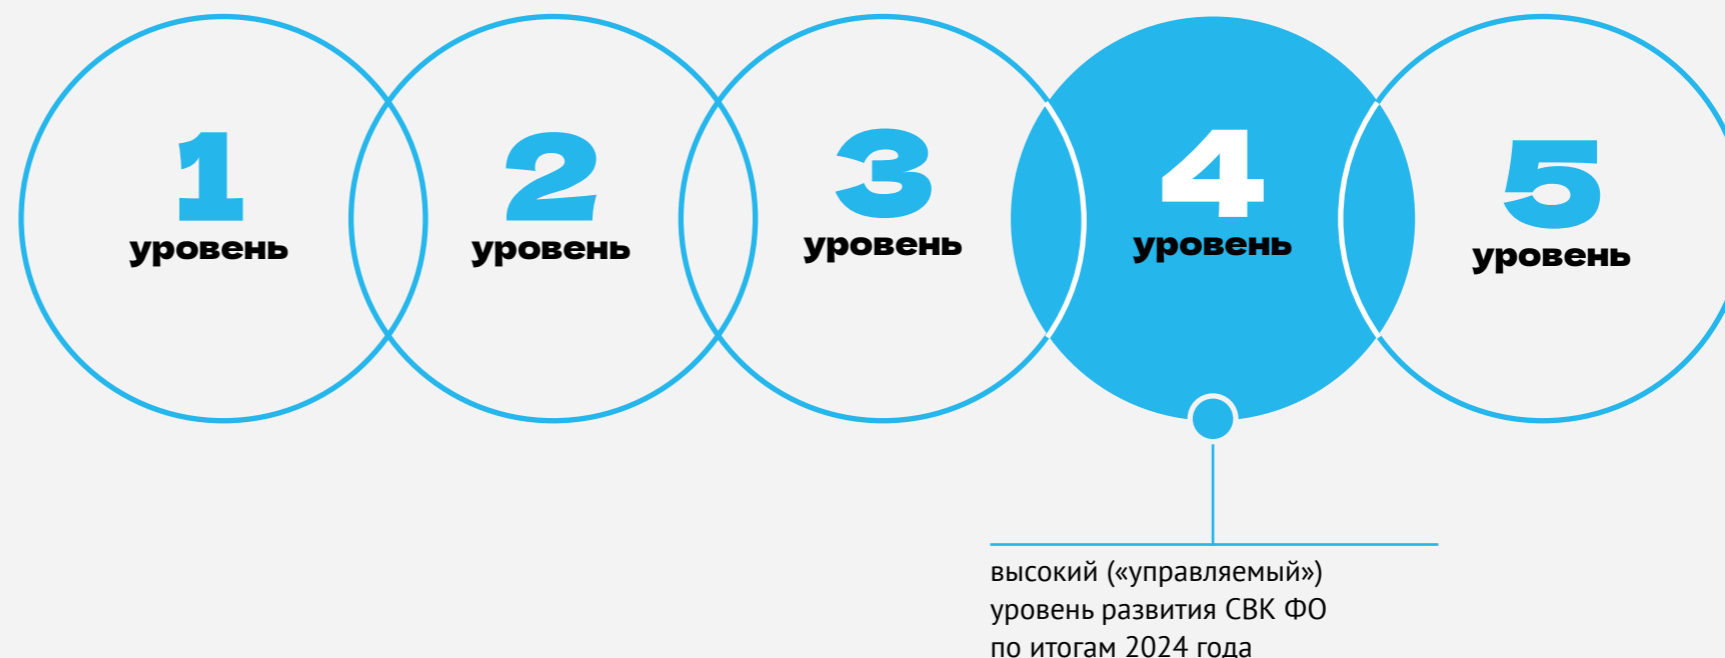 1
уровень
2
уровень
3
уровень
4
уровень
5
уровень
высокий («управляемый»)
уровень развития СВК ФО
по итогам 2024 года